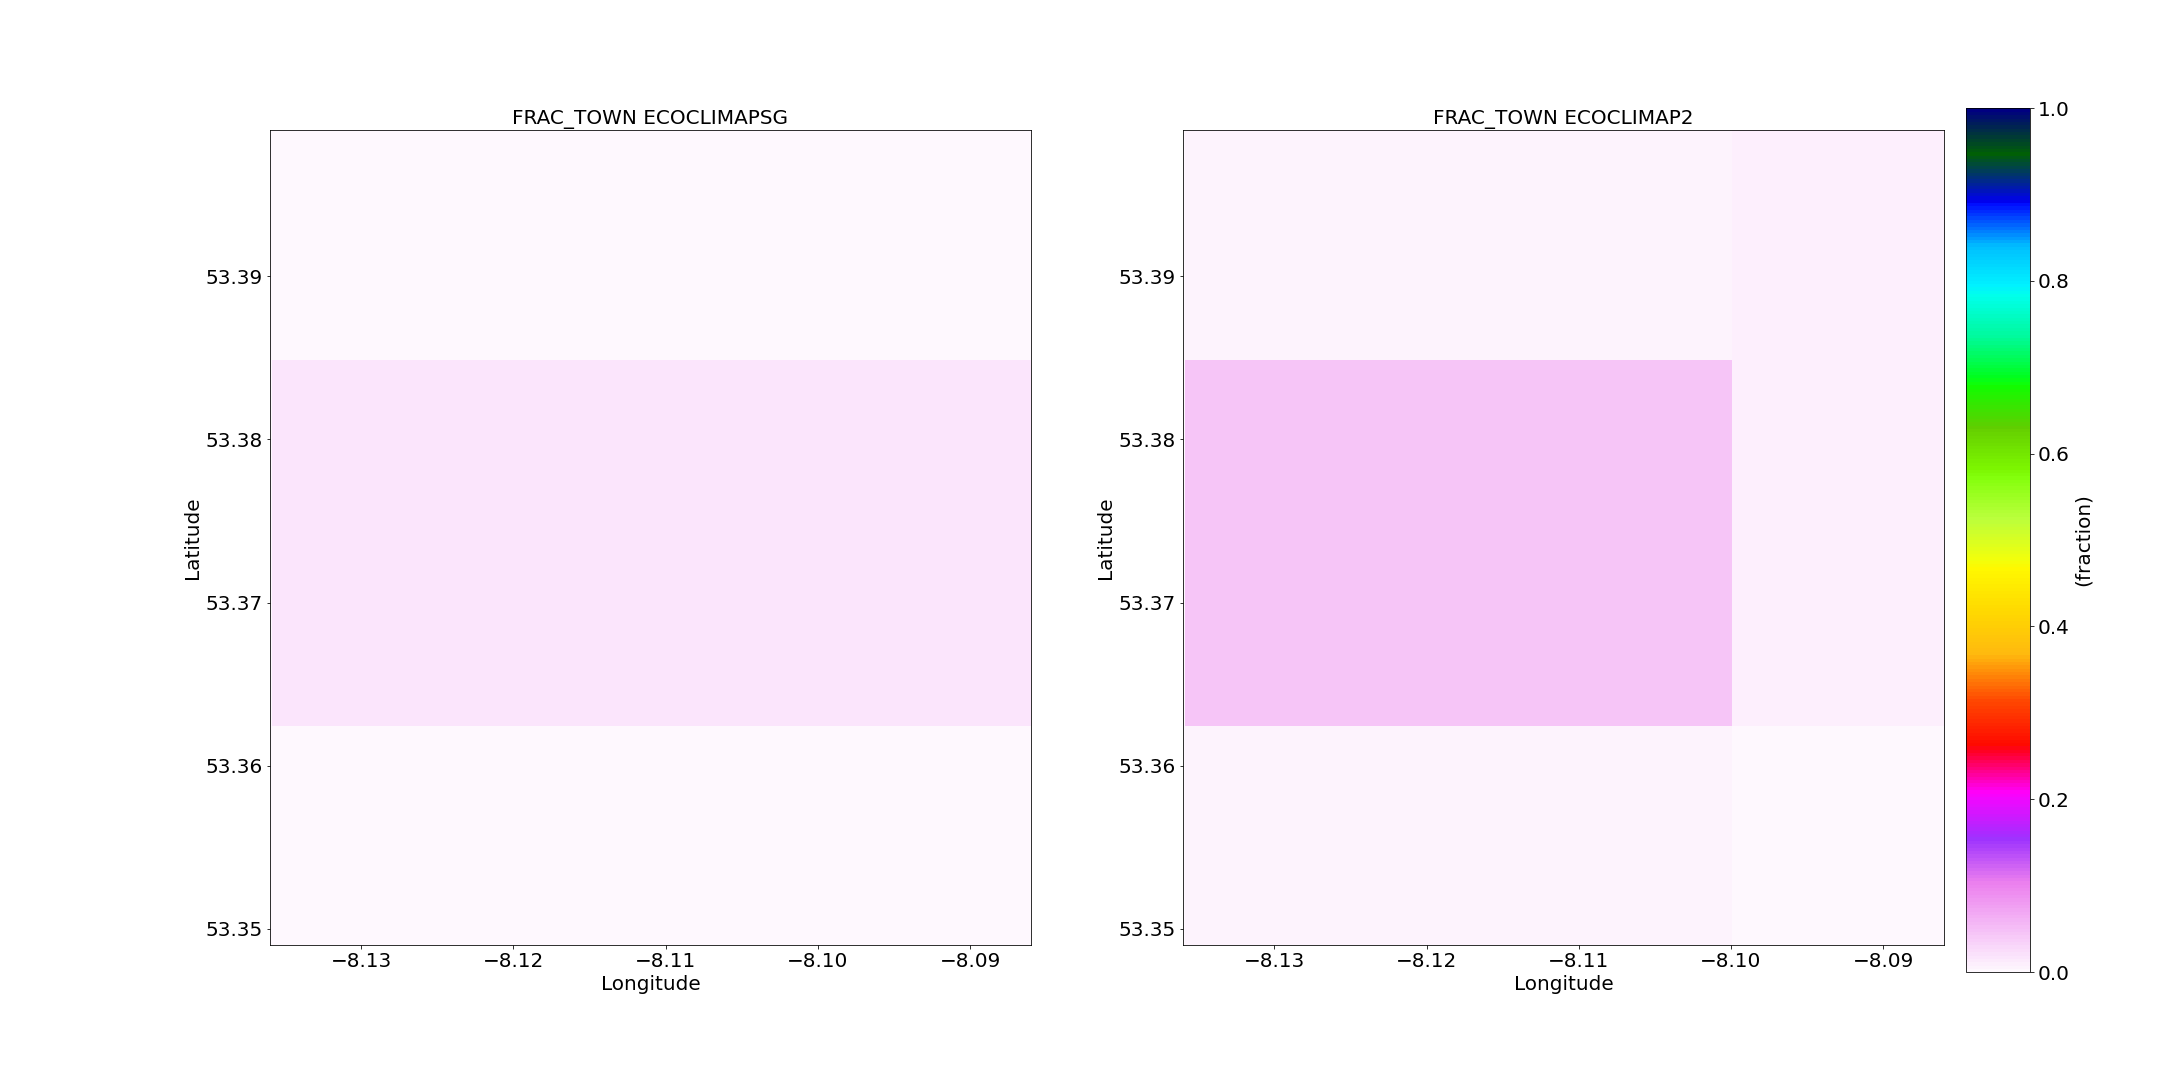 FRAC_TOWN ECOCLIMAPSG
53.39
53.38
53.37
53.36
53.35
Latitude
−8.13 −8.12 −8.11 −8.10 −8.09
Longitude
FRAC_TOWN ECOCLIMAP2
53.39
53.38
53.37
53.36
53.35
Latitude
−8.13 −8.12 −8.11 −8.10 −8.09
Longitude
1.0
0.8
0.6
0.4
0.2
0.0
(fraction)